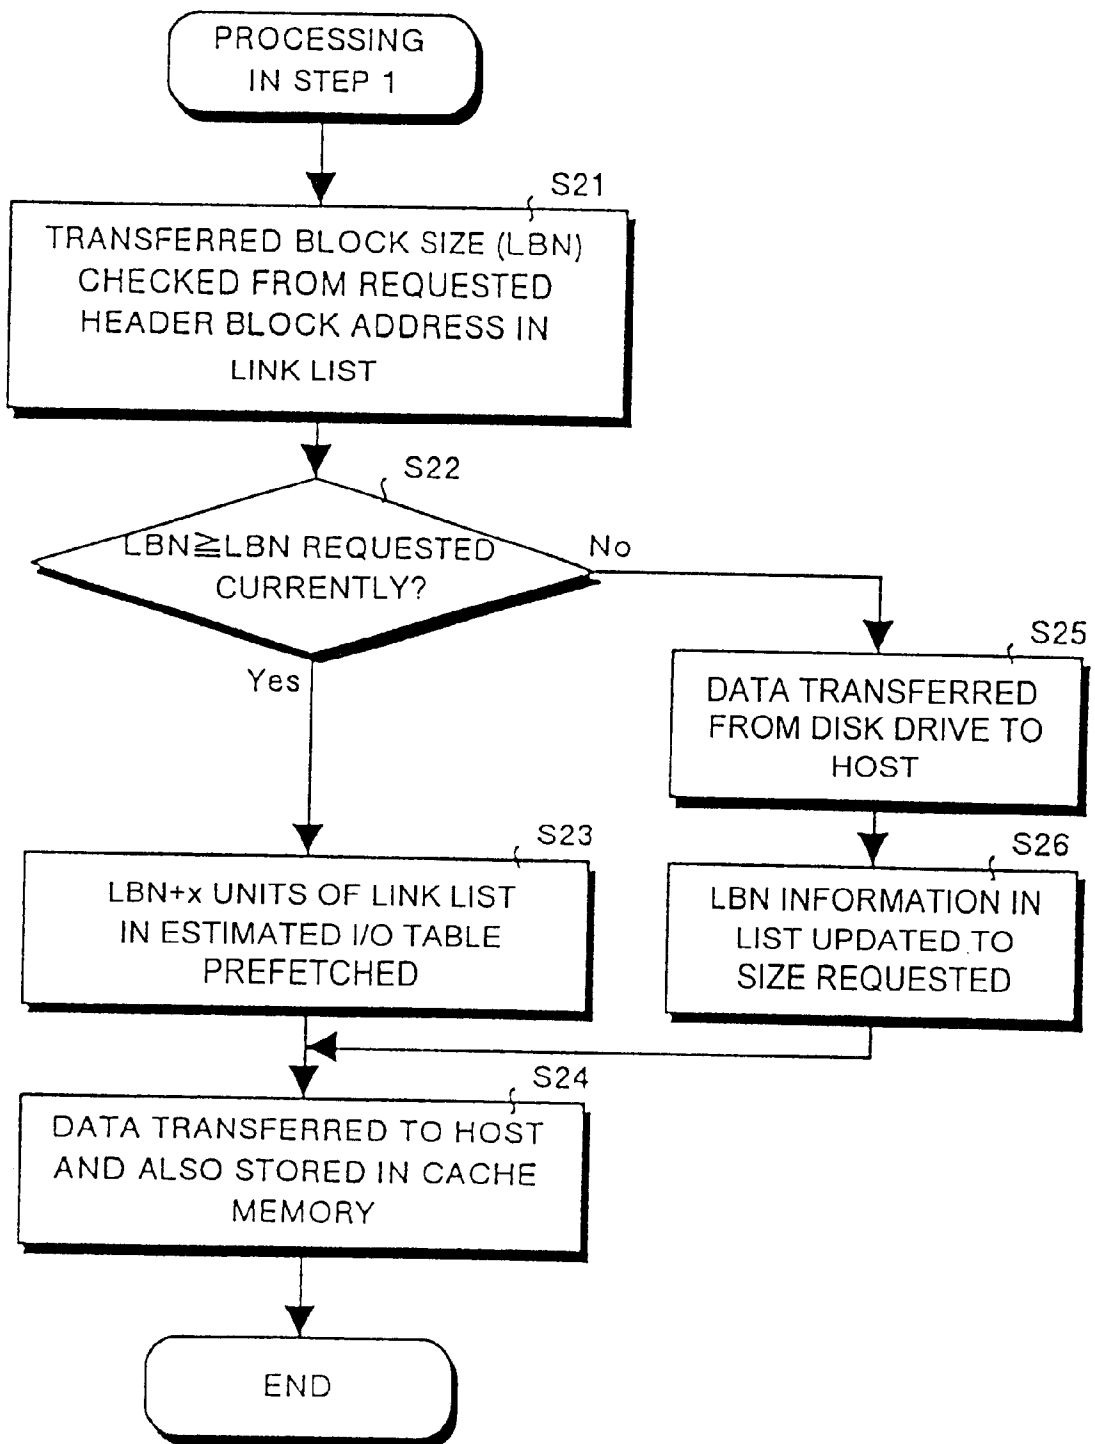 PROCESSING
IN STEP 1
S21
TRANSFERRED BLOCK SIZE (LBN)
CHECKED FROM REQUESTED
HEADER BLOCK ADDRESS IN
LINK LIST
S22
LBN≧LBN REQUESTED
CURRENTLY?
No
Yes
S25
DATA TRANSFERRED
FROM DISK DRIVE TO
HOST
S23
LBN+x UNITS OF LINK LIST
IN ESTIMATED I/O TABLE
PREFETCHED
S26
LBN INFORMATION IN
LIST UPDATED TO
SIZE REQUESTED
S24
DATA TRANSFERRED TO HOST
AND ALSO STORED IN CACHE
MEMORY
END